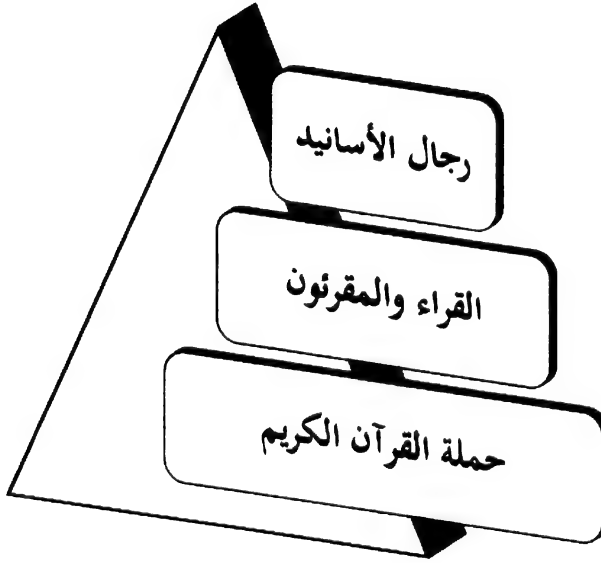 رجال الأسانيد
القراء والمقرئون
حملة القرآن الكريم